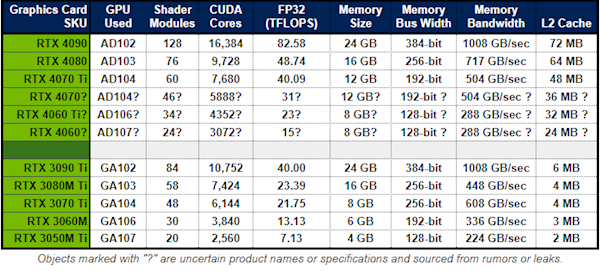 Graphics Card SKU GPU Used Shader Modules CUDA Cores FP32 (TFLOPS) Memory Size Memory Bus Width Memory Bandwidth L2 Cache
RTX 4090 AD102 128 16,384 82.58 24 GB 384-bit 1008 GB/sec 72 MB
RTX 4080 AD103 76 9,728 48.74 16 GB 256-bit 717 GB/sec 64 MB
RTX 4070 Ti AD104 60 7,680 40.09 12 GB 192-bit 504 GB/sec 48 MB
RTX 4070? AD104? 46? 5888? 31? 12 GB? 192-bit ? 504 GB/sec ? 36 MB ?
RTX 4060 Ti? AD106? 34? 4352? 23? 8 GB? 128-bit ? 288 GB/sec ? 32 MB ?
RTX 4060? AD107? 24? 3072? 15? 8 GB? 128-bit ? 288 GB/sec ? 24 MB ?
RTX 3090 Ti GA102 84 10,752 40.00 24 GB 384-bit 1008 GB/sec 6 MB
RTX 3080M Ti GA103 58 7,424 23.39 16 GB 256-bit 448 GB/sec 4 MB
RTX 3070 Ti GA104 48 6,144 21.75 8 GB 256-bit 608 GB/sec 4 MB
RTX 3060M GA106 30 3,840 13.13 6 GB 192-bit 336 GB/sec 3 MB
RTX 3050M Ti GA107 20 2,560 7.13 4 GB 128-bit 224 GB/sec 2 MB
Objects marked with "?" are uncertain product names or specifications and sourced from rumors or leaks.